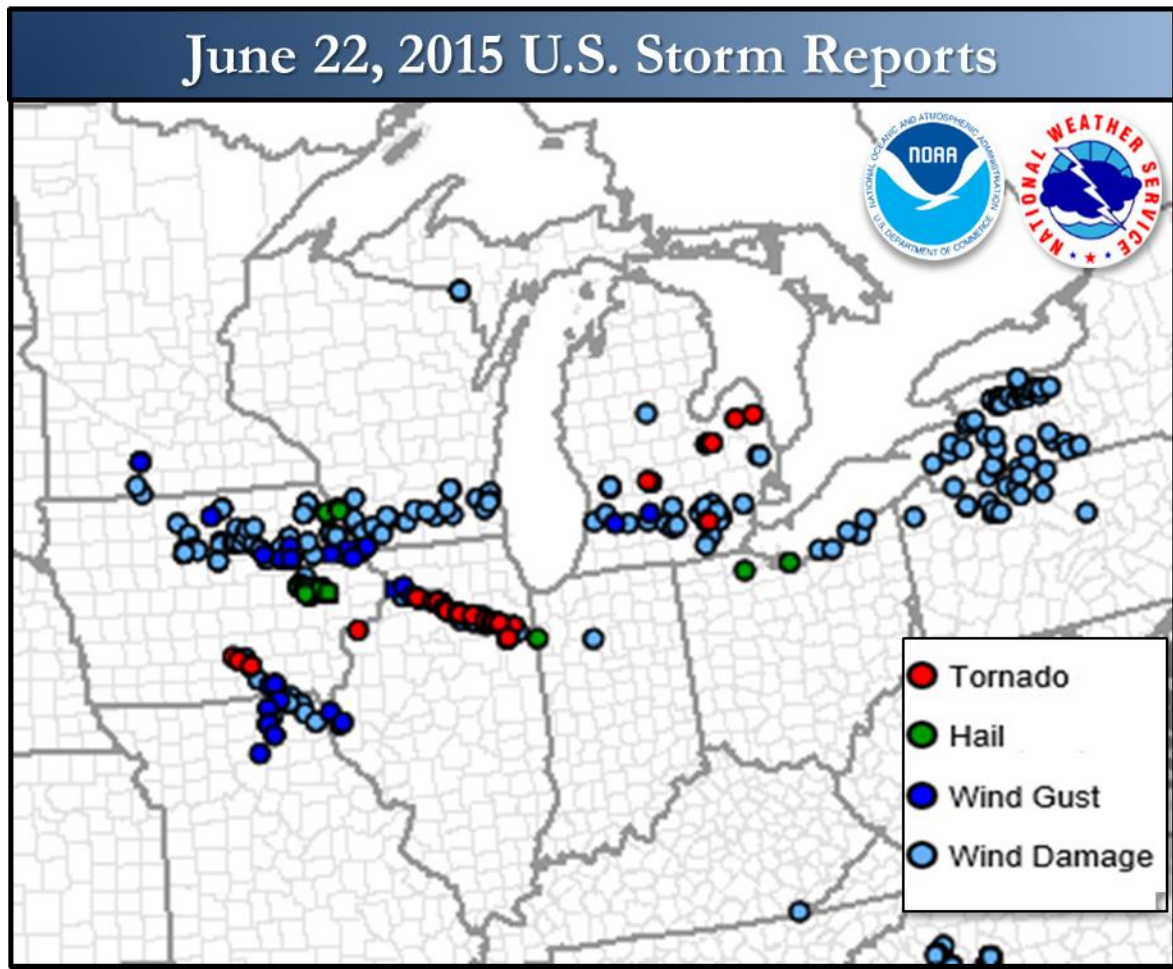 June 22, 2015 U.S. Storm Reports
NATIONAL OCEANIC AND ATMOSPHERIC ADMINISTRATION
NOAA
U.S. DEPARTMENT OF COMMERCE
NATIONAL WEATHER SERVICE
Tornado
Hail
Wind Gust
Wind Damage